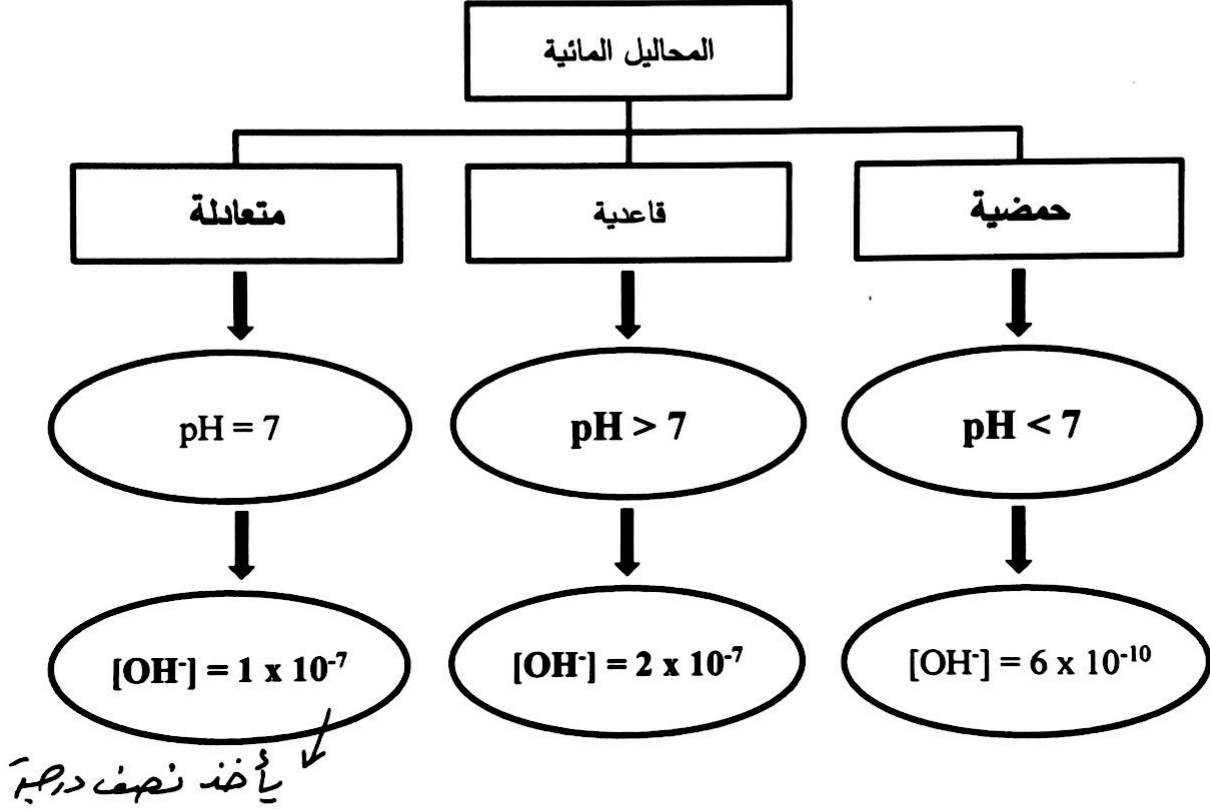 المحاليل المائية
حمضية
قاعدية
متعادلة
pH < 7
pH > 7
pH = 7
[OH⁻] = 6 x 10⁻¹⁰
[OH⁻] = 2 x 10⁻⁷
[OH⁻] = 1 x 10⁻⁷
يأخذ نصف درجة